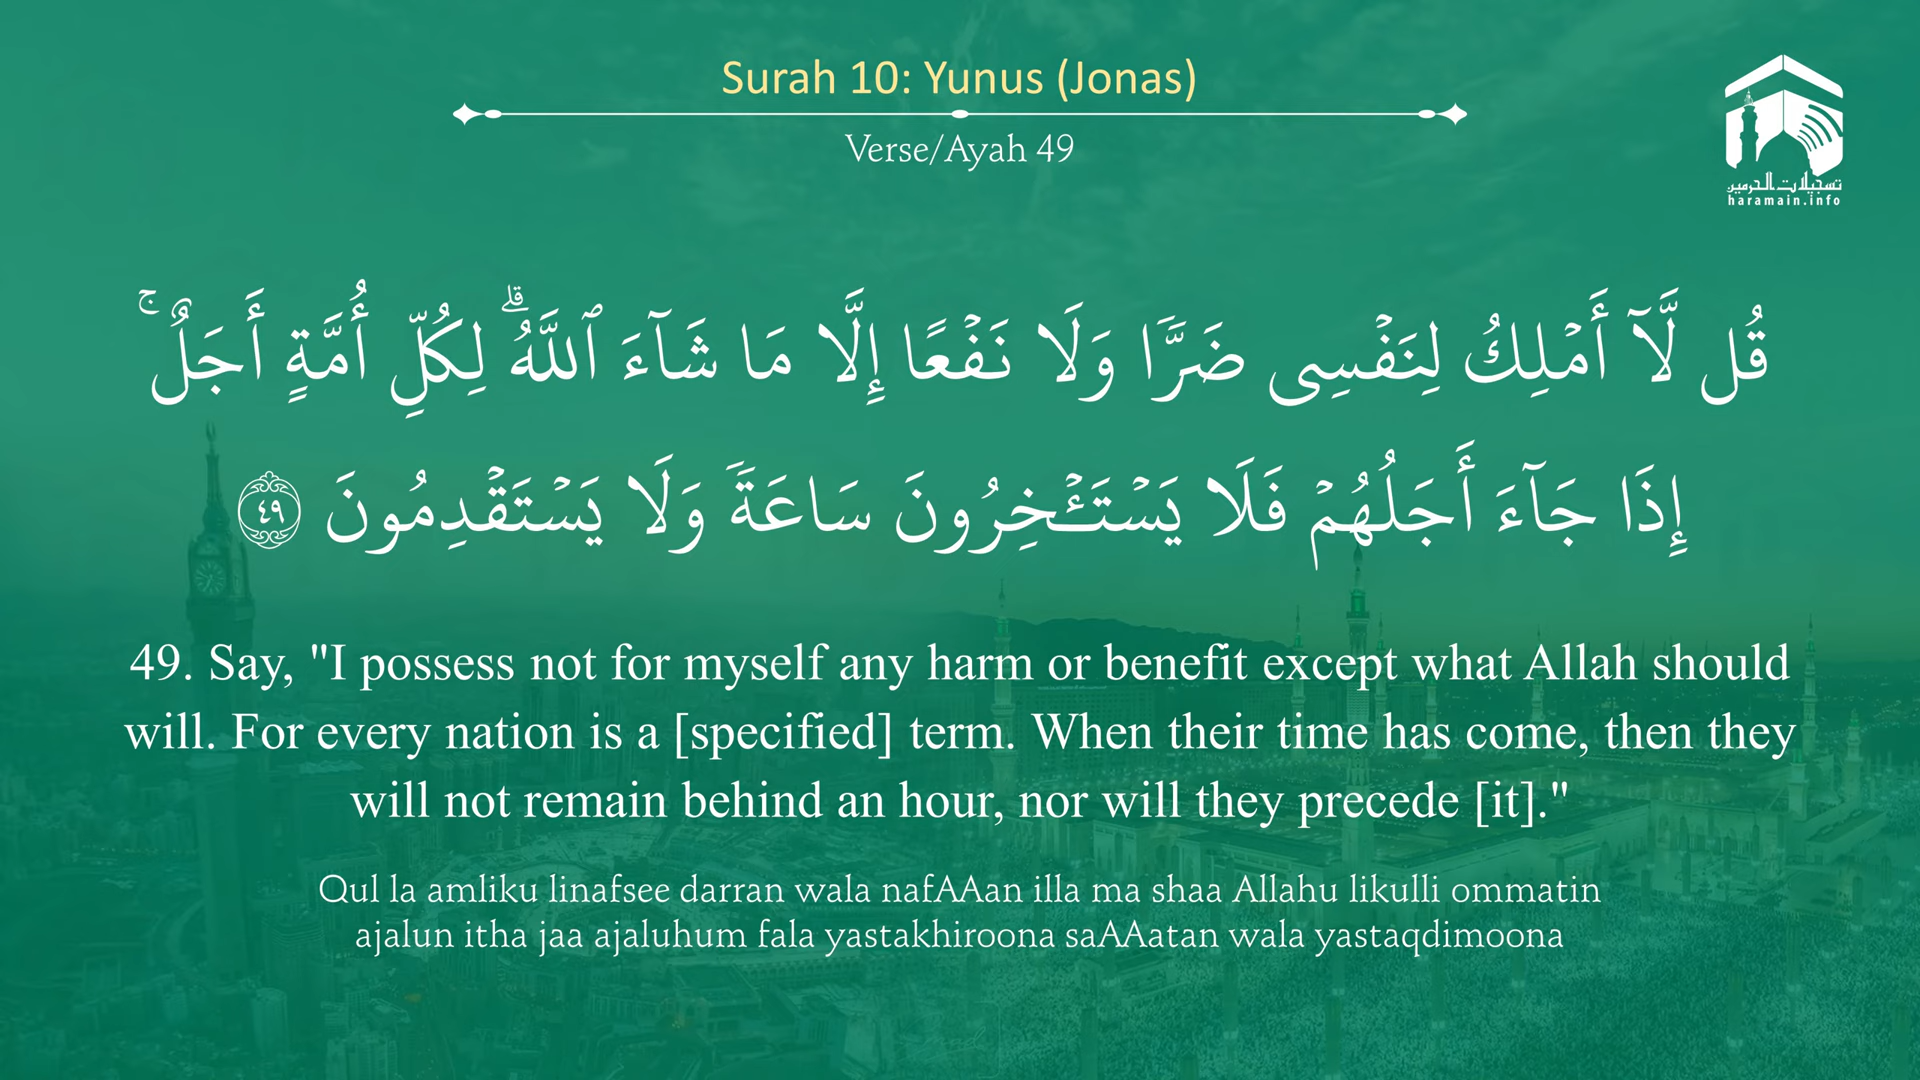 Surah 10: Yunus (Jonas)
Verse/Ayah 49
تسجيلات الحرمين
haramain.info
قُل لَّآ أَمْلِكُ لِنَفْسِى ضَرًّا وَلَا نَفْعًا إِلَّا مَا شَآءَ ٱللَّهُ ۗ لِكُلِّ أُمَّةٍ أَجَلٌ ۚ
إِذَا جَآءَ أَجَلُهُمْ فَلَا يَسْتَـْٔخِرُونَ سَاعَةً وَلَا يَسْتَقْدِمُونَ ٤٩
49. Say, "I possess not for myself any harm or benefit except what Allah should
will. For every nation is a [specified] term. When their time has come, then they
will not remain behind an hour, nor will they precede [it]."
Qul la amliku linafsee darran wala nafAAan illa ma shaa Allahu likulli ommatin
ajalun itha jaa ajaluhum fala yastakhiroona saAAatan wala yastaqdimoona